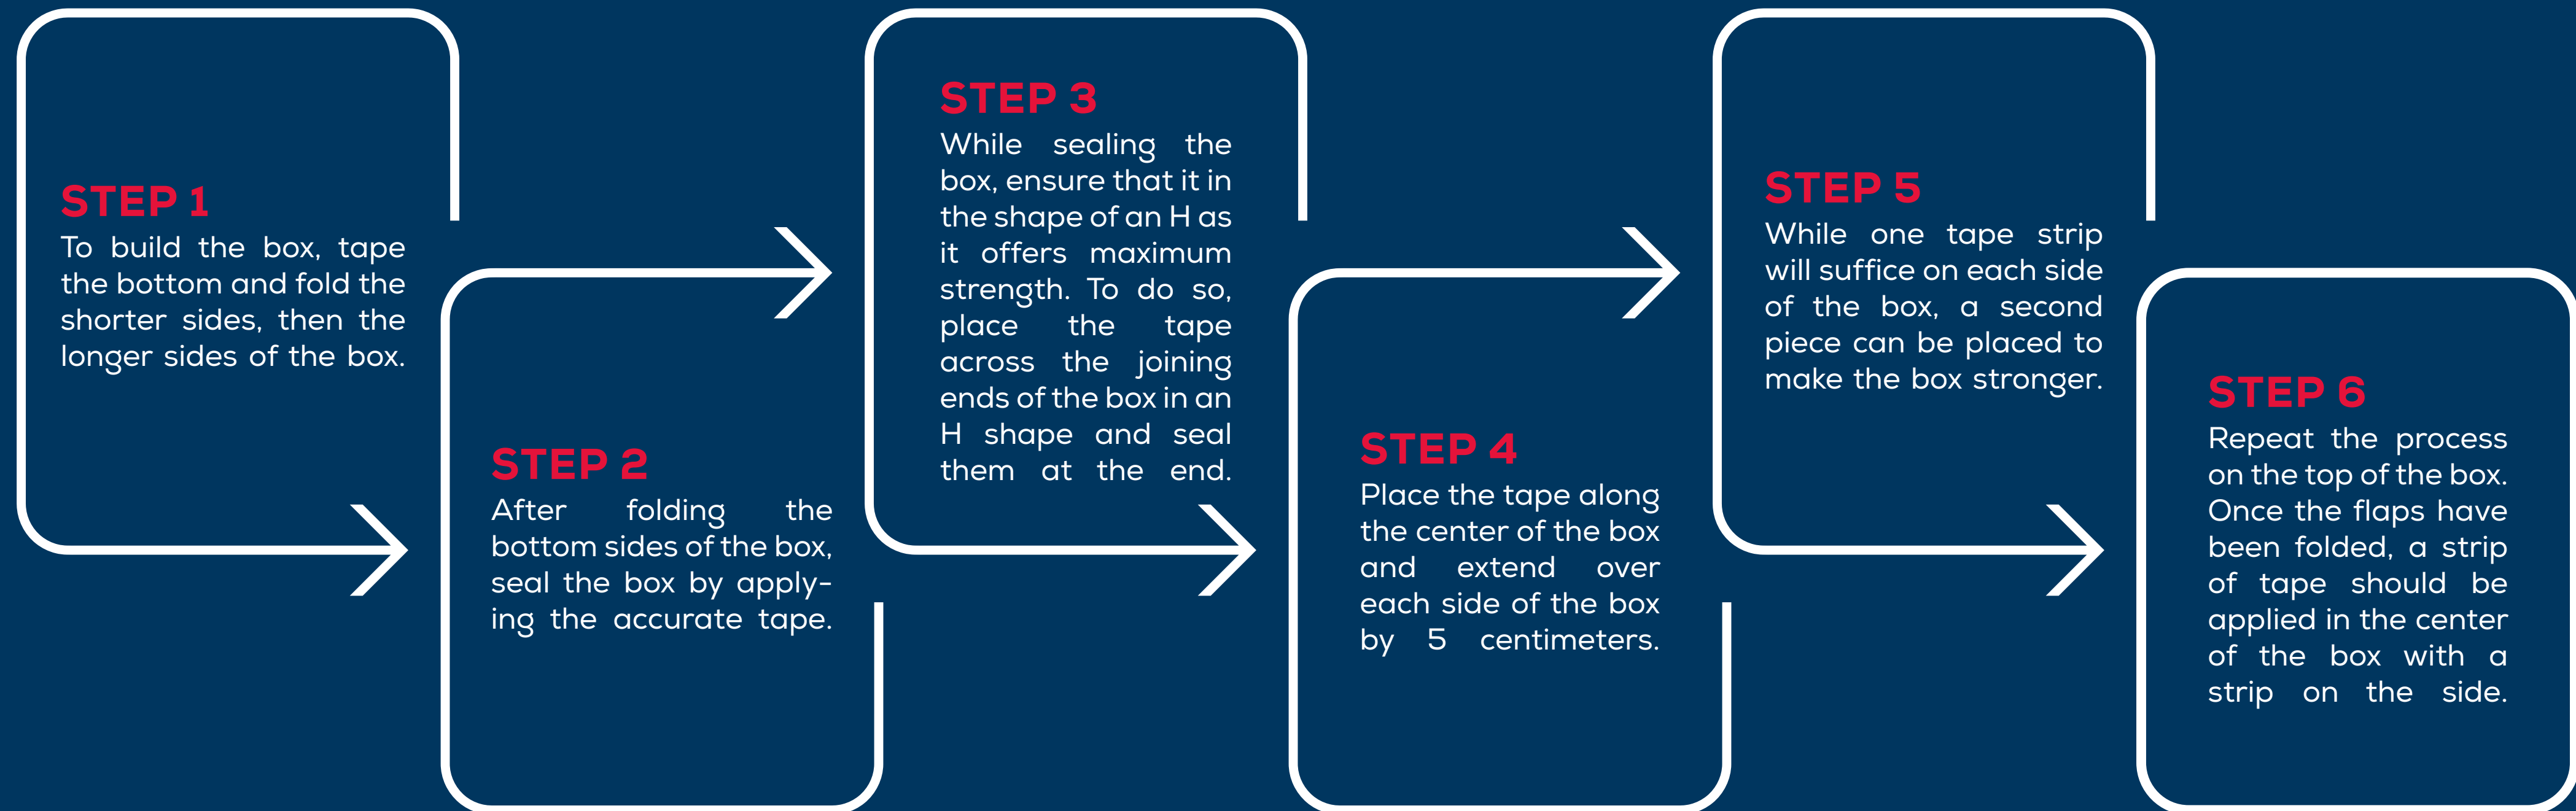 STEP 1
To build the box, tape
the bottom and fold the
shorter sides, then the
longer sides of the box.
STEP 2
After folding the
bottom sides of the box,
seal the box by apply-
ing the accurate tape.
STEP 3
While sealing the
box, ensure that it in
the shape of an H as
it offers maximum
strength. To do so,
place the tape
across the joining
ends of the box in an
H shape and seal
them at the end.
STEP 4
Place the tape along
the center of the box
and extend over
each side of the box
by 5 centimeters.
STEP 5
While one tape strip
will suffice on each side
of the box, a second
piece can be placed to
make the box stronger.
STEP 6
Repeat the process
on the top of the box.
Once the flaps have
been folded, a strip
of tape should be
applied in the center
of the box with a
strip on the side.